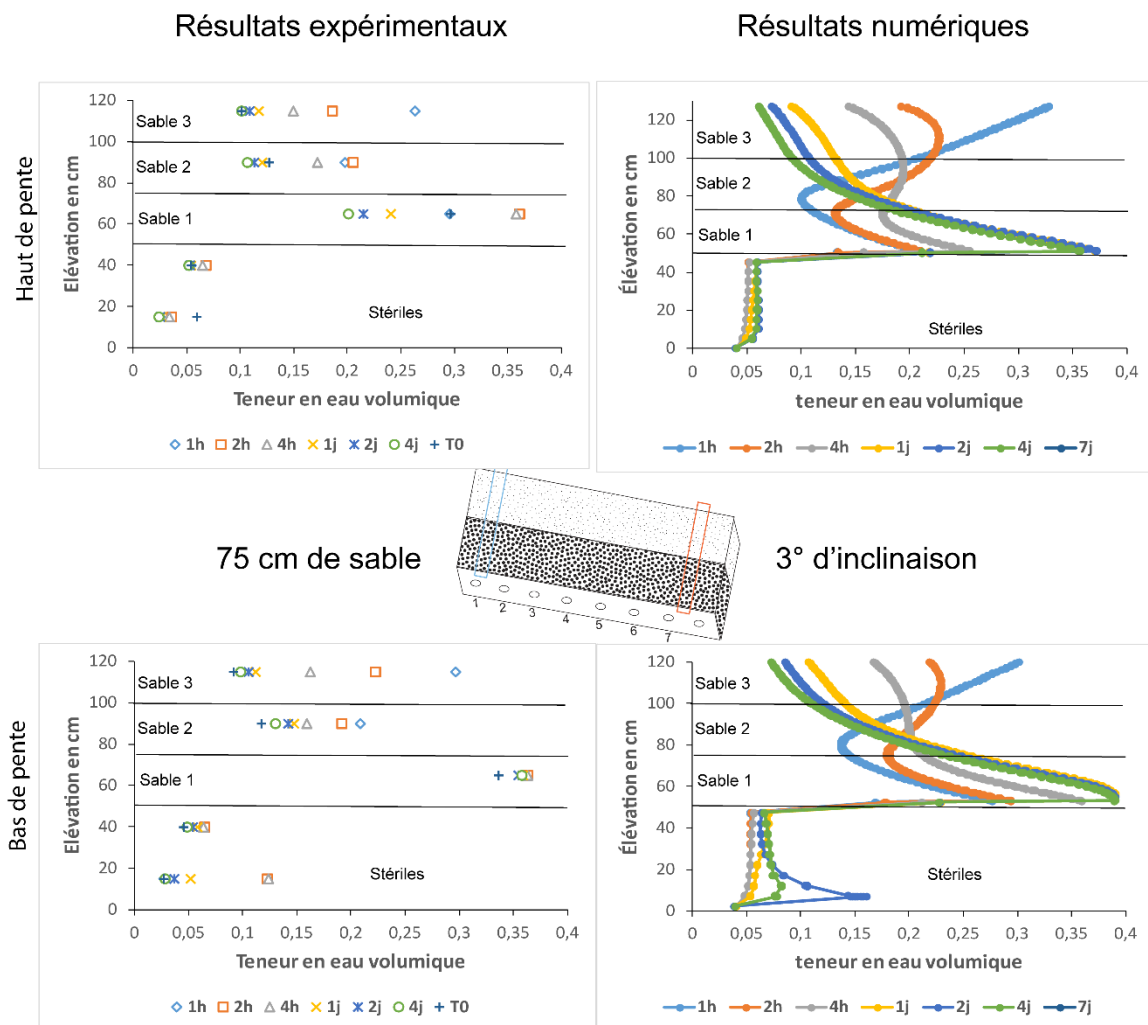 Résultats expérimentaux
Résultats numériques
Haut de pente
Elévation en cm
120
100
80
60
40
20
0
Sable 3
Sable 2
Sable 1
Stériles
0 0,05 0,1 0,15 0,2 0,25 0,3 0,35 0,4
Teneur en eau volumique
1h 2h 4h 1j 2j 4j T0
Élévation en cm
120
100
80
60
40
20
0
Sable 3
Sable 2
Sable 1
Stériles
0 0,05 0,1 0,15 0,2 0,25 0,3 0,35 0,4
teneur en eau volumique
1h 2h 4h 1j 2j 4j 7j
75 cm de sable
1 2 3 4 5 6 7
3° d'inclinaison
Bas de pente
Elévation en cm
120
100
80
60
40
20
0
Sable 3
Sable 2
Sable 1
Stériles
0 0,05 0,1 0,15 0,2 0,25 0,3 0,35 0,4
Teneur en eau volumique
1h 2h 4h 1j 2j 4j T0
Élévation en cm
120
100
80
60
40
20
0
Sable 3
Sable 2
Sable 1
Stériles
0 0,05 0,1 0,15 0,2 0,25 0,3 0,35 0,4
teneur en eau volumique
1h 2h 4h 1j 2j 4j 7j